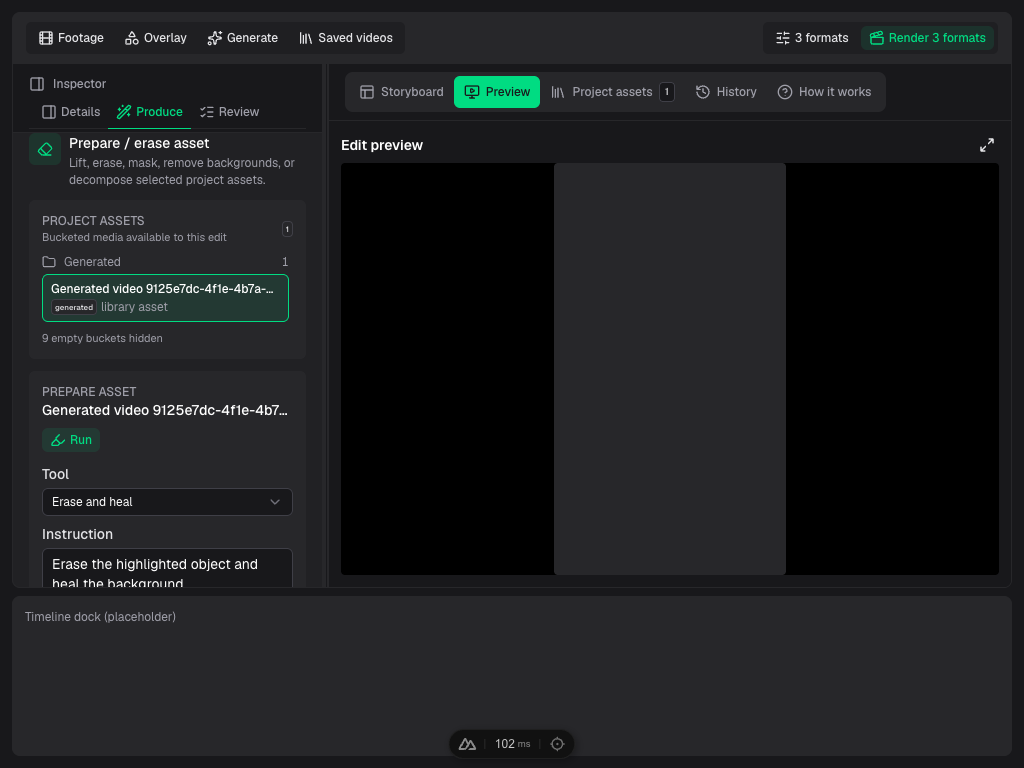 Footage
Overlay
Generate
Saved videos
3 formats
Render 3 formats
Inspector
Details
Produce
Review
Storyboard
Preview
Project assets 1
History
How it works
Prepare / erase asset
Lift, erase, mask, remove backgrounds, or
decompose selected project assets.
PROJECT ASSETS
Bucketed media available to this edit
1
Generated 1
Generated video 9125e7dc-4f1e-4b7a-...
generated library asset
9 empty buckets hidden
PREPARE ASSET
Generated video 9125e7dc-4f1e-4b7...
Run
Tool
Erase and heal
Instruction
Erase the highlighted object and
heal the background
Edit preview
Timeline dock (placeholder)
102 ms